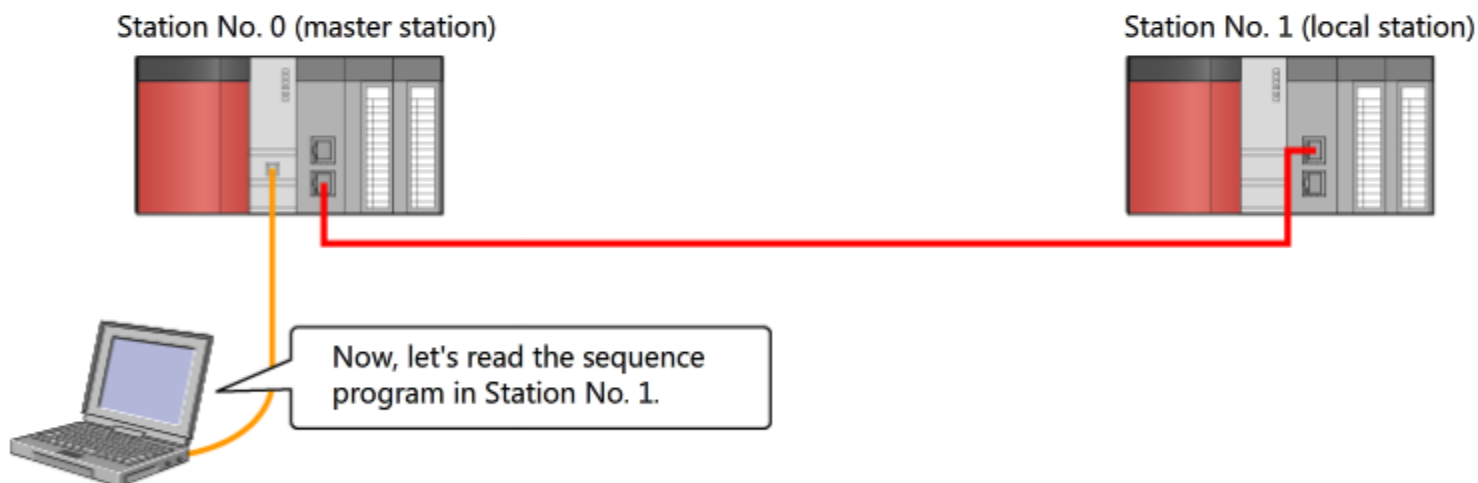 Station No. 0 (master station)
Station No. 1 (local station)
Now, let's read the sequence
program in Station No. 1.